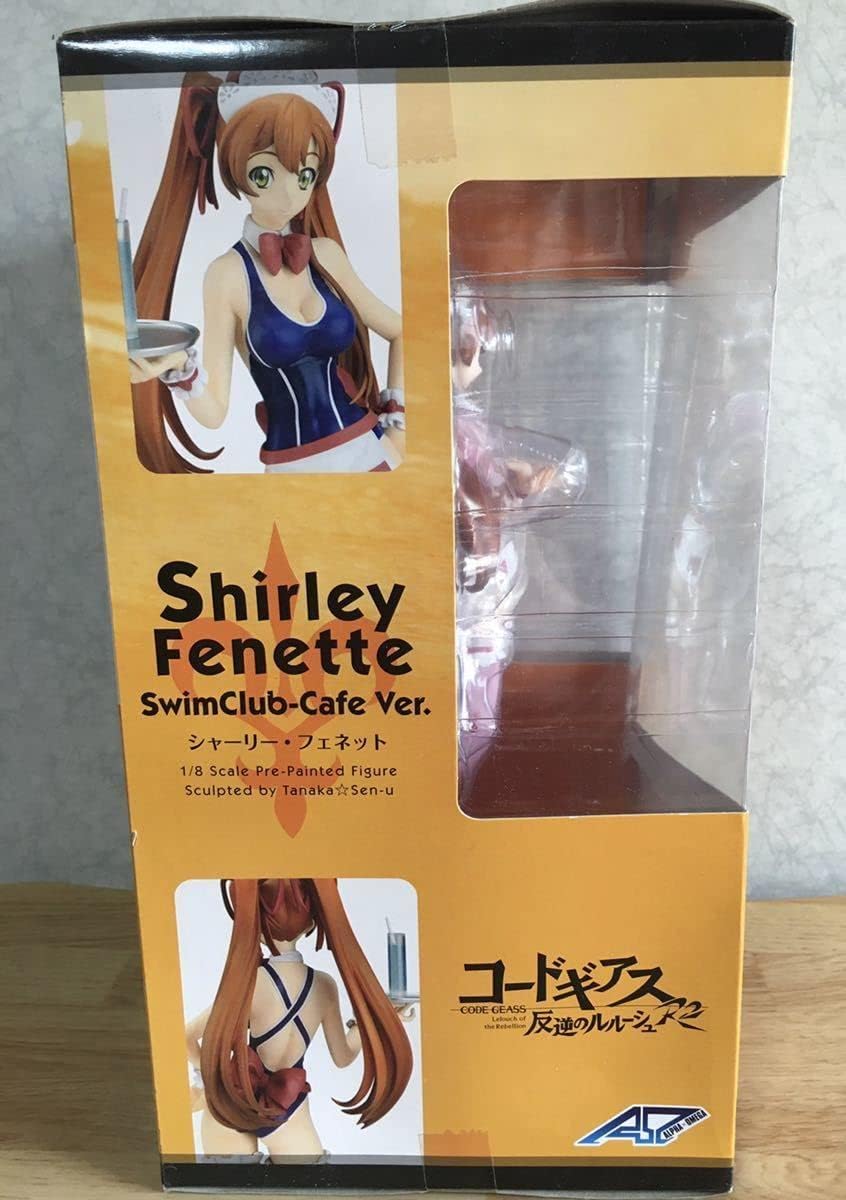 Shirley
Fenette
SwimClub-Cafe Ver.
シャーリー・フェネット
1/8 Scale Pre-Painted Figure
Sculpted by Tanaka☆Sen-u
コードギアス
CODE GEASS
Lelouch of
the Rebellion
反逆のルルーシュ R2
AΩ
ALPHA × OMEGA